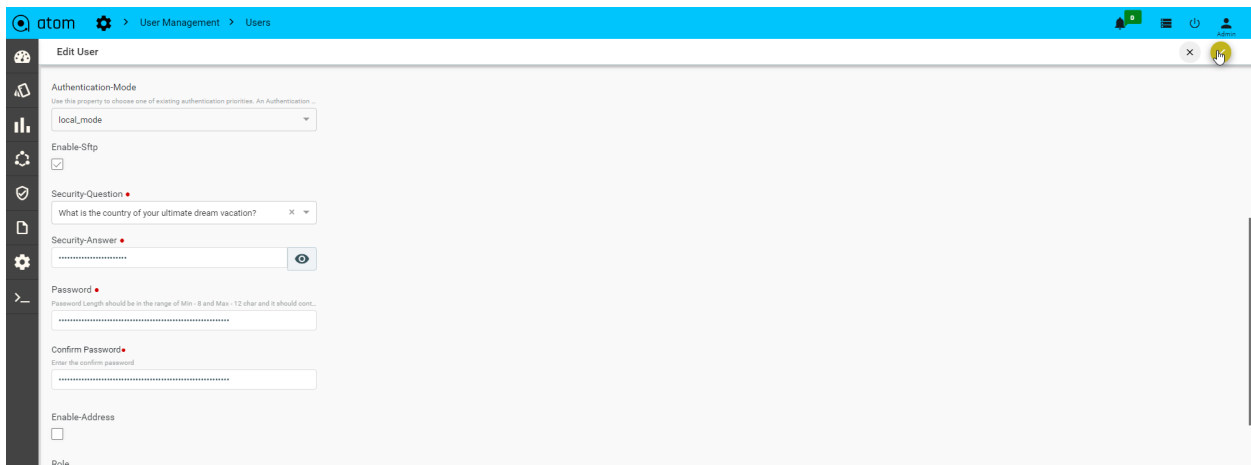 atom > User Management > Users
0
Admin
Edit User
Authentication-Mode
Use this property to choose one of existing authentication priorities. An Authentication ...
local_mode
Enable-Sftp
Security-Question
What is the country of your ultimate dream vacation?
Security-Answer
Password
Password Length should be in the range of Min - 8 and Max - 12 char and it should cont...
Confirm Password
Enter the confirm password
Enable-Address
Role